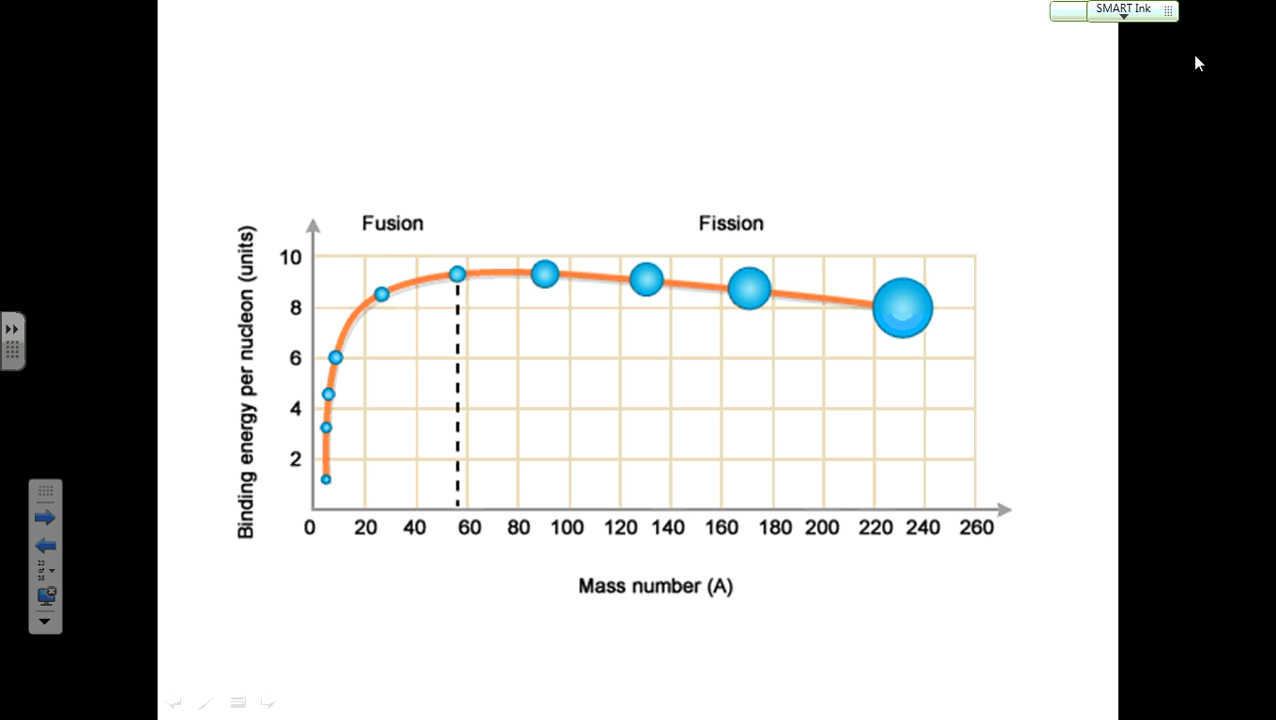 SMART Ink
Fusion
Fission
Binding energy per nucleon (units)
10
8
6
4
2
0 20 40 60 80 100 120 140 160 180 200 220 240 260
Mass number (A)